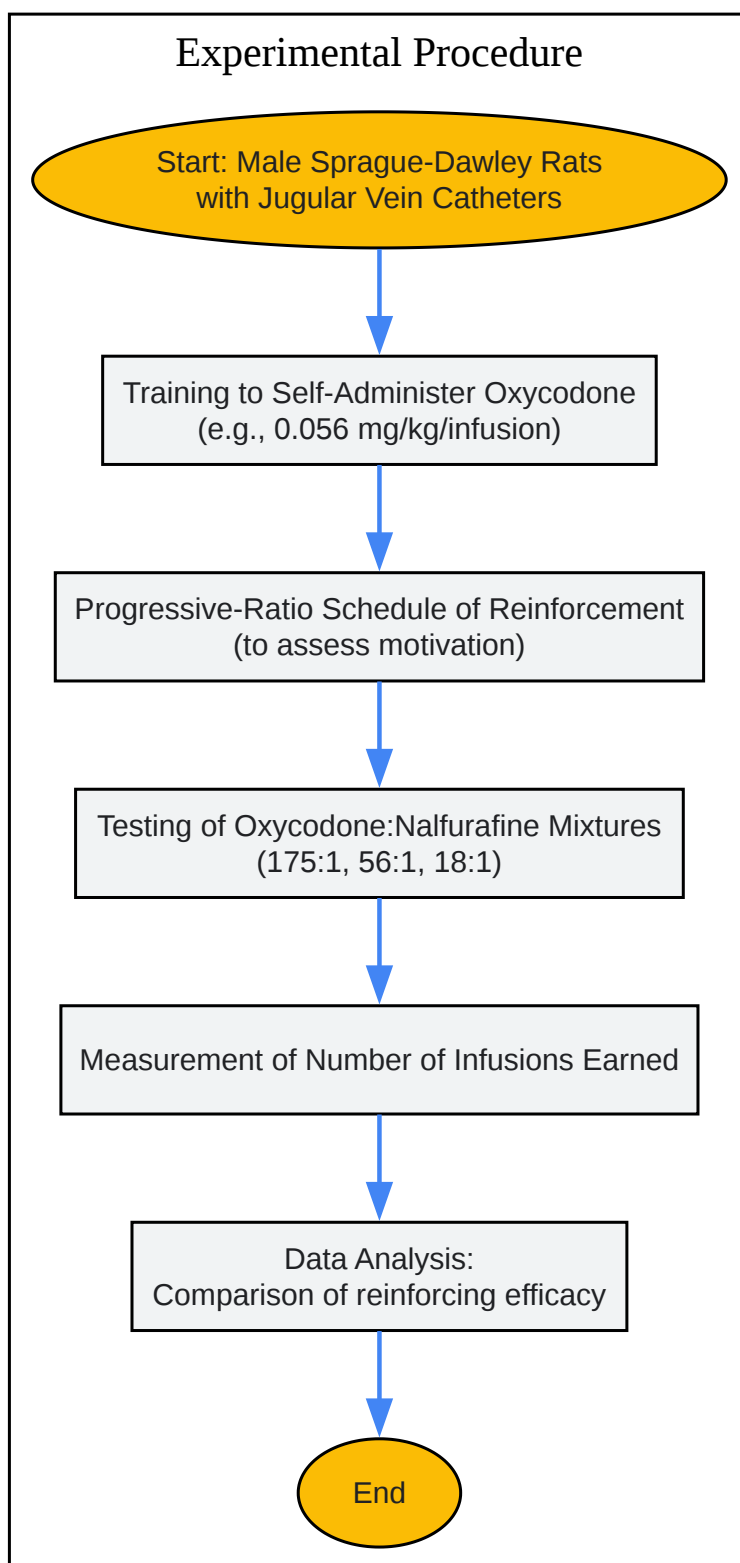 Experimental Procedure
Start: Male Sprague-Dawley Rats
with Jugular Vein Catheters
Training to Self-Administer Oxycodone
(e.g., 0.056 mg/kg/infusion)
Progressive-Ratio Schedule of Reinforcement
(to assess motivation)
Testing of Oxycodone:Nalfurafine Mixtures
(175:1, 56:1, 18:1)
Measurement of Number of Infusions Earned
Data Analysis:
Comparison of reinforcing efficacy
End